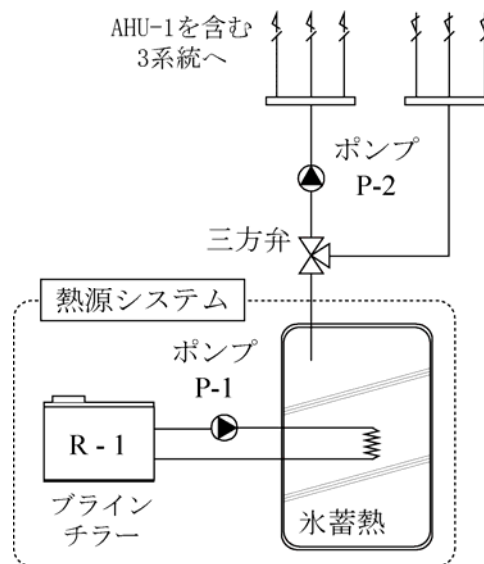 AHU-1を含む
3系統へ
ポンプ
P-2
三方弁
熱源システム
ポンプ
P-1
R - 1
ブライン
チラー
氷蓄熱